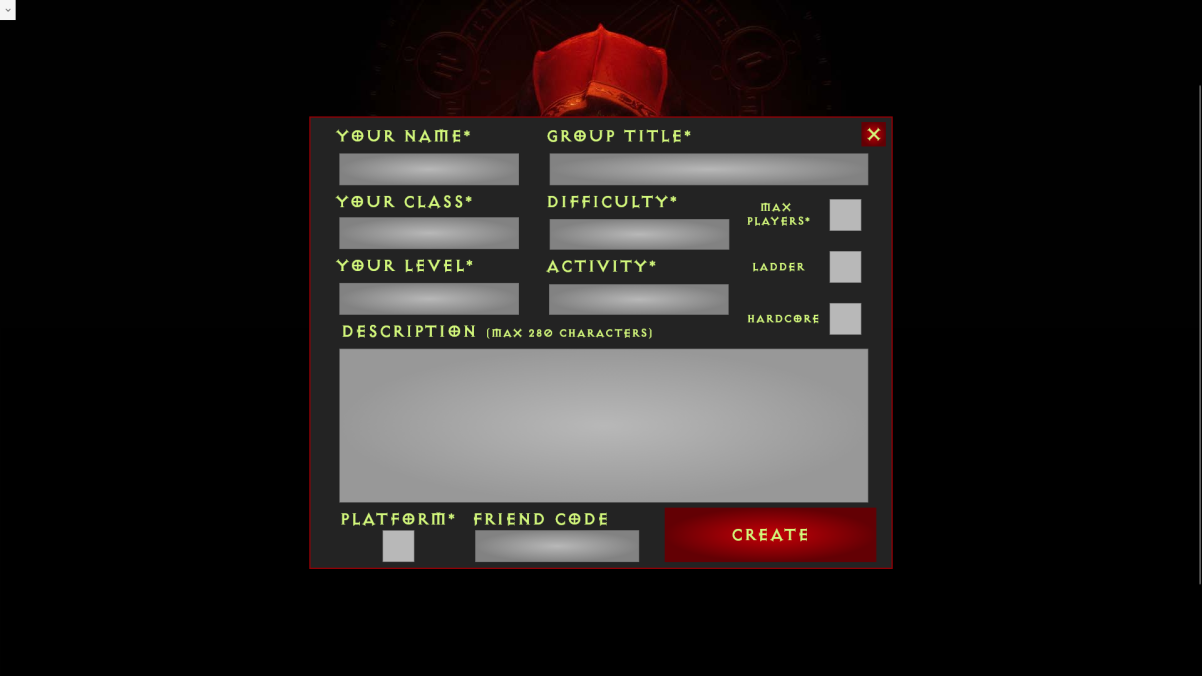 YOUR NAME*
GROUP TITLE*
YOUR CLASS*
DIFFICULTY*
MAX
PLAYERS*
YOUR LEVEL*
ACTIVITY*
LADDER
HARDCORE
DESCRIPTION (MAX 280 CHARACTERS)
PLATFORM*
FRIEND CODE
CREATE